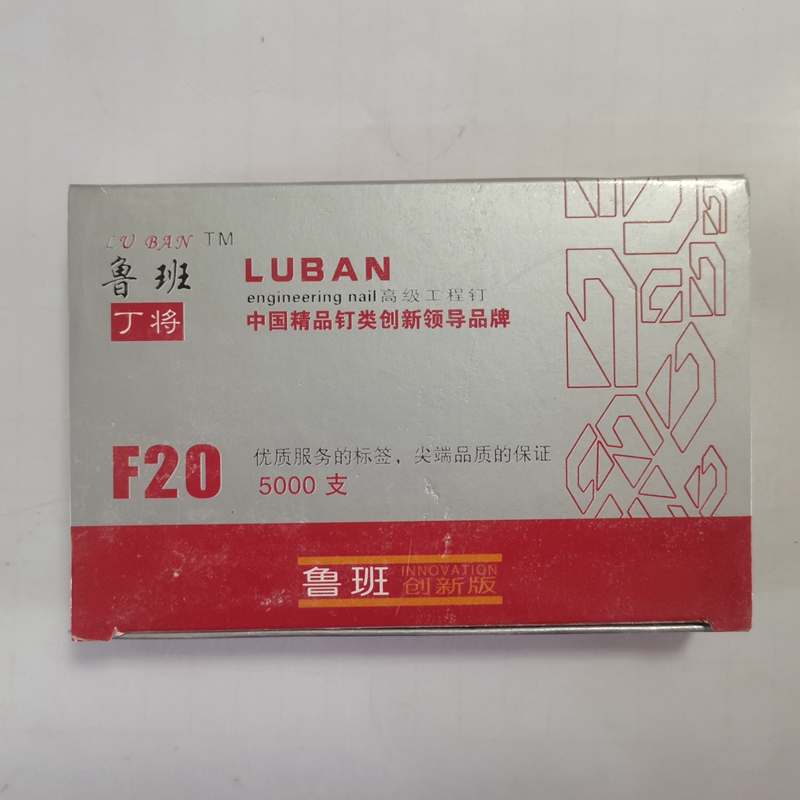 LU BAN TM
鲁班
丁将
LUBAN
engineering nail高级工程钉
中国精品钉类创新领导品牌
F20
优质服务的标签，尖端品质的保证
5000 支
鲁班
INNOVATION
创新版